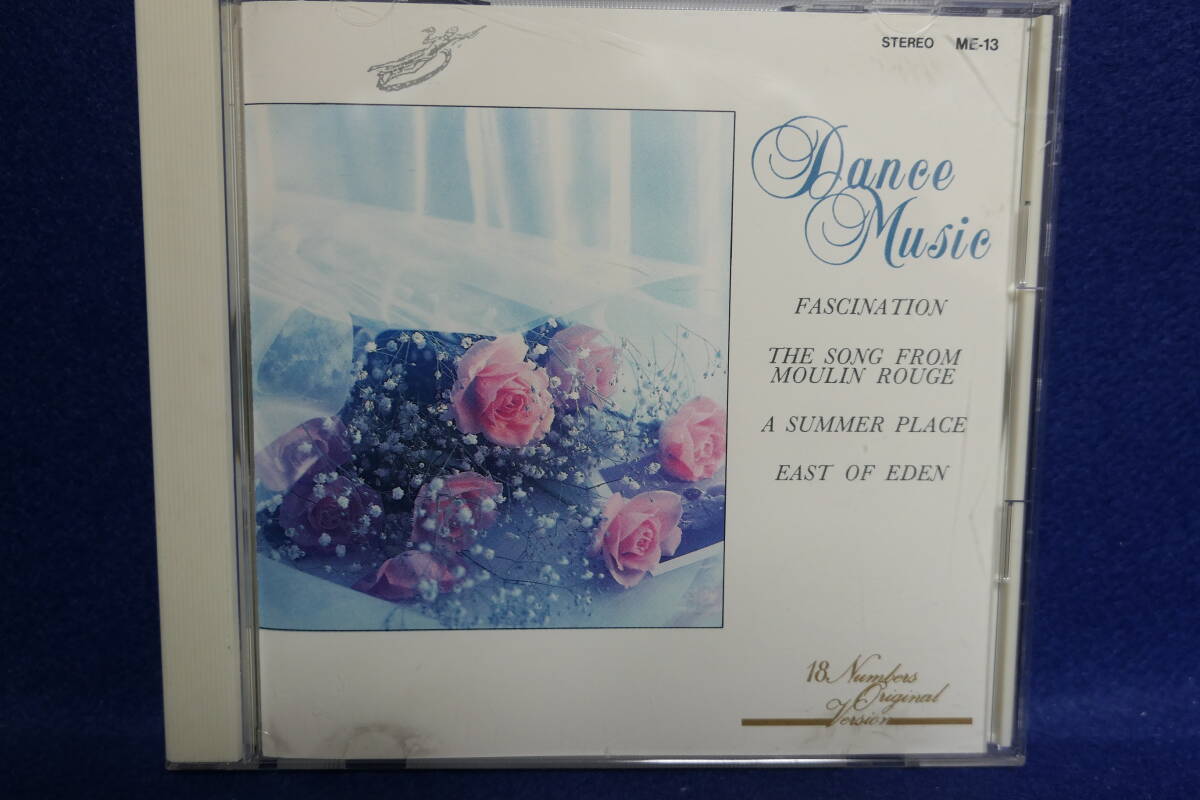 STEREO ME-13
Dance
Music
FASCINATION
THE SONG FROM
MOULIN ROUGE
A SUMMER PLACE
EAST OF EDEN
18 Numbers
Original
Version